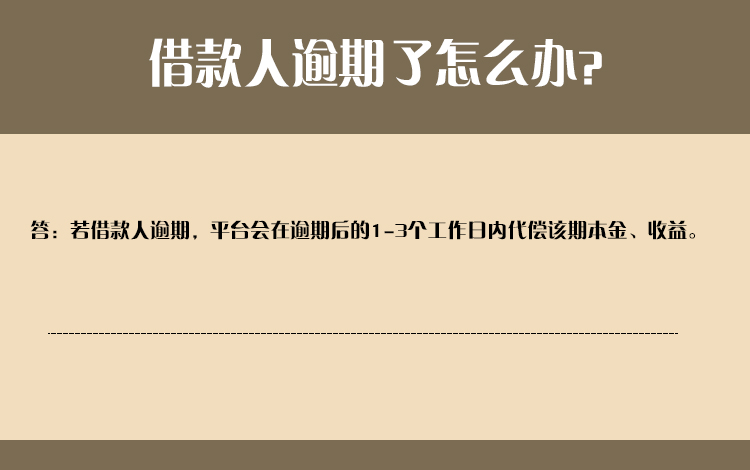 借款人逾期了怎么办?
答：若借款人逾期，平台会在逾期后的1-3个工作日内代偿该期本金、收益。